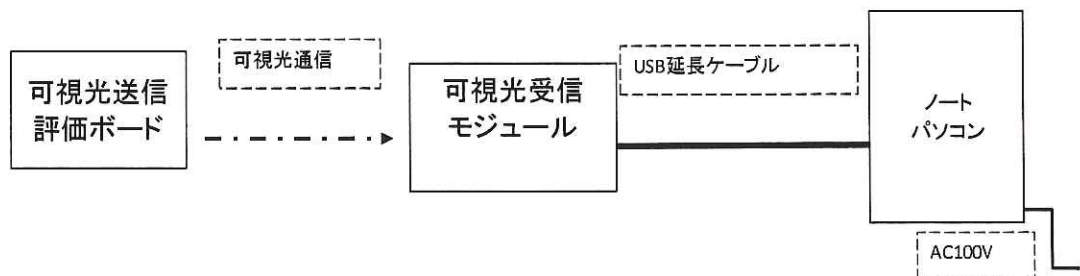 可視光送信
評価ボード
可視光通信
可視光受信
モジュール
USB延長ケーブル
ノート
パソコン
AC100V